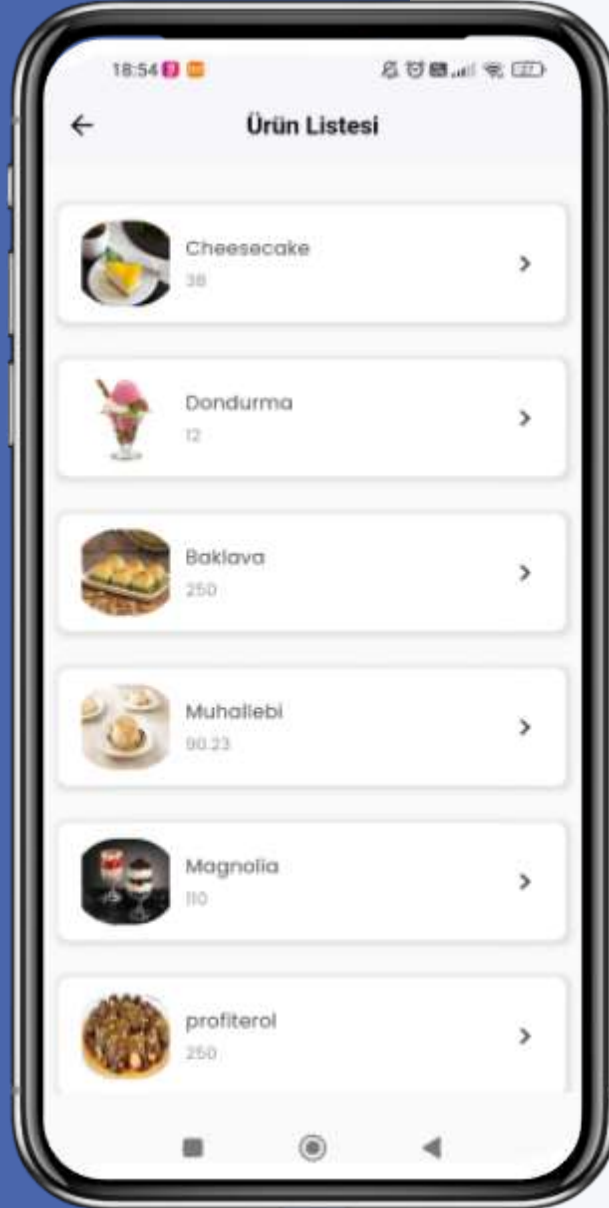 18:54
Ürün Listesi
Cheesecake
38
Dondurma
12
Baklava
250
Muhallebi
90.23
Magnolia
110
profiterol
250